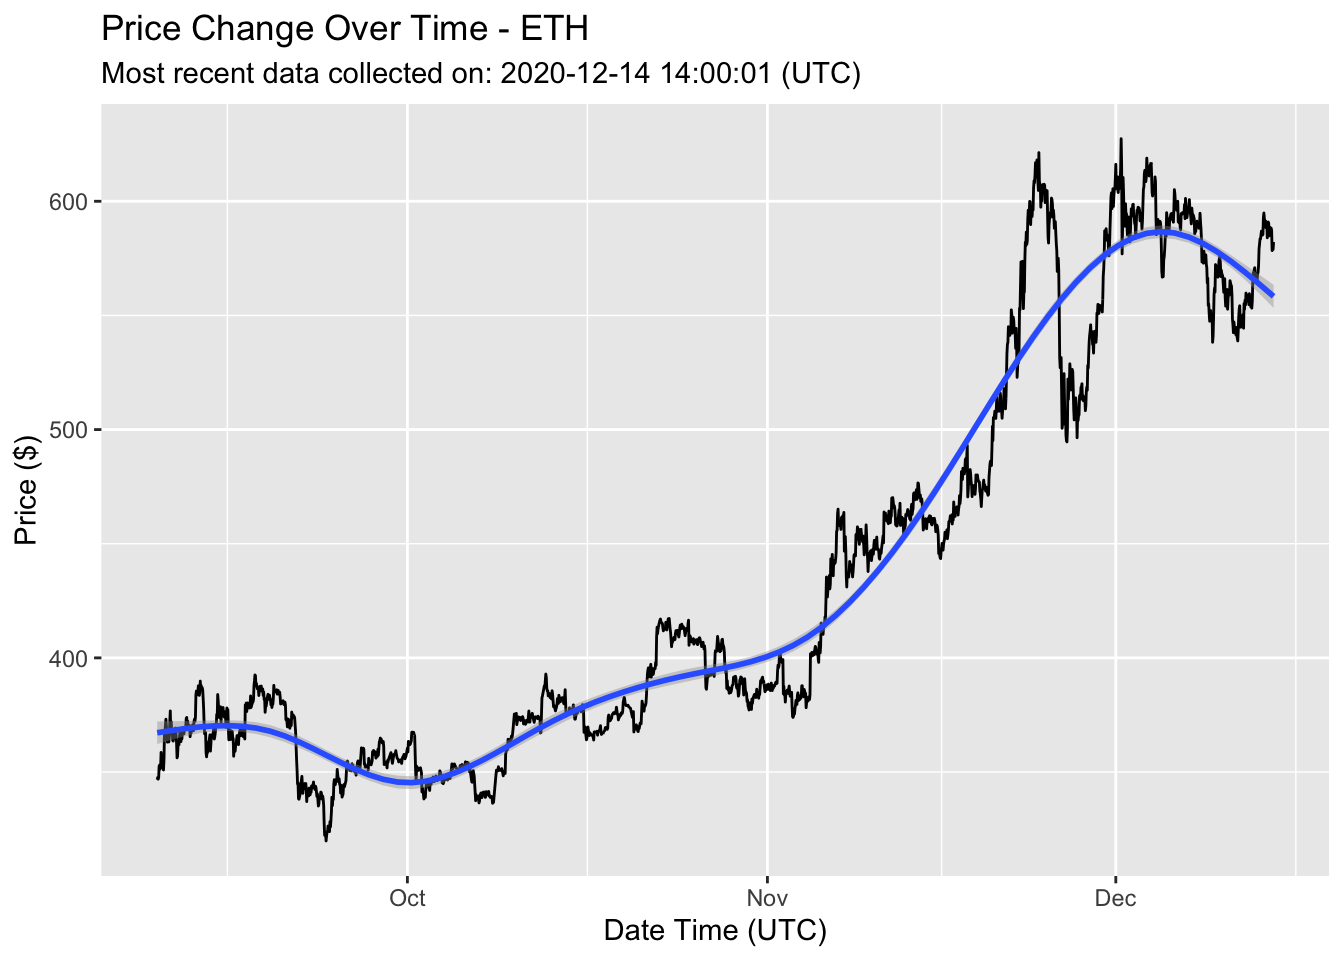 Price Change Over Time - ETH
Most recent data collected on: 2020-12-14 14:00:01 (UTC)
600
500
400
Price ($)
Oct
Nov
Dec
Date Time (UTC)